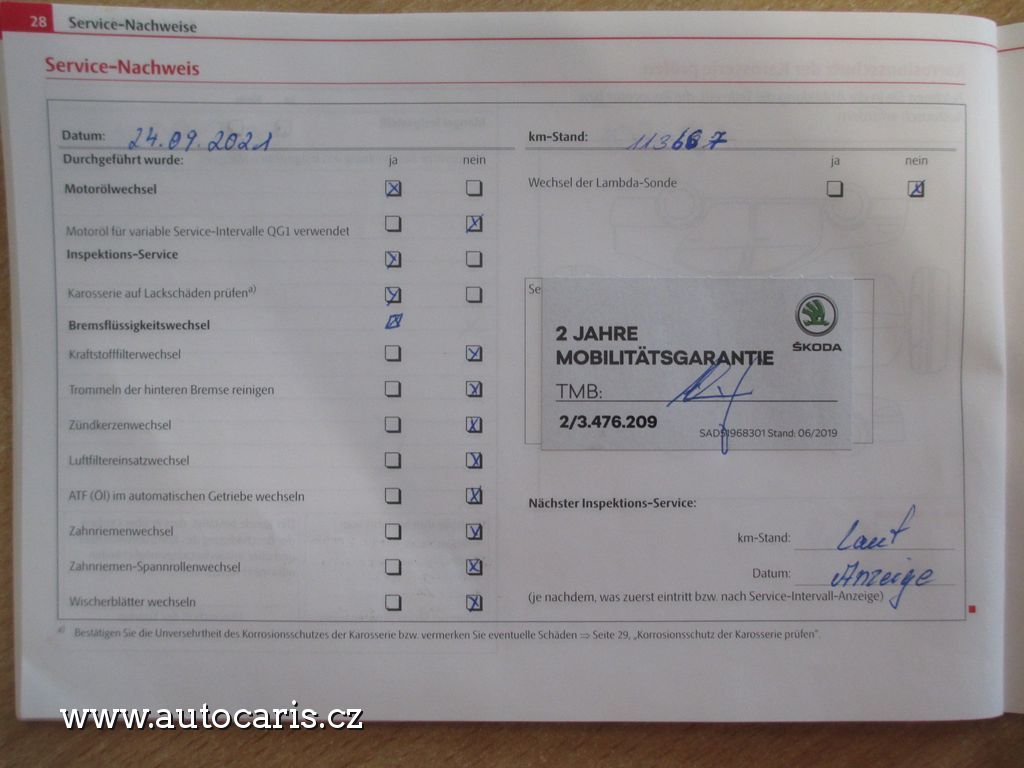 28 Service-Nachweise
Service-Nachweis
Datum: 24.09.2021
km-Stand: 113667
Durchgeführt wurde: ja nein
ja nein
Motorölwechsel
Wechsel der Lambda-Sonde
Motoröl für variable Service-Intervalle QG1 verwendet
Inspektions-Service
Karosserie auf Lackschäden prüfen a)
Bremsflüssigkeitswechsel
Kraftstofffilterwechsel
Trommeln der hinteren Bremse reinigen
Zündkerzenwechsel
Luftfiltereinsatzwechsel
ATF (Öl) im automatischen Getriebe wechseln
Zahnriemenwechsel
Zahnriemen-Spannrollenwechsel
Wischerblätter wechseln
Se
ŠKODA
2 JAHRE
MOBILITÄTSGARANTIE
TMB:
2/3.476.209
SAD51968301 Stand: 06/2019
Nächster Inspektions-Service:
km-Stand: Laut
Datum: Anzeige
(je nachdem, was zuerst eintritt bzw. nach Service-Intervall-Anzeige)
a) Bestätigen Sie die Unversehrtheit des Korrosionsschutzes der Karosserie bzw. vermerken Sie eventuelle Schäden ⇒ Seite 29, „Korrosionsschutz der Karosserie prüfen“.
www.autocaris.cz